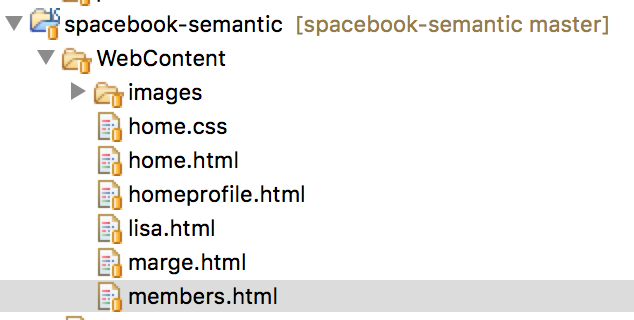 spacebook-semantic [spacebook-semantic master]
WebContent
images
home.css
home.html
homeprofile.html
lisa.html
marge.html
members.html